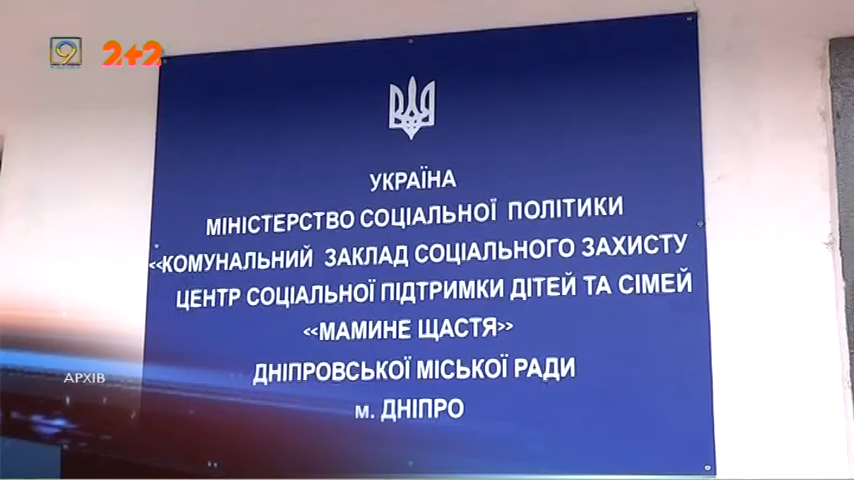 9 2+2
УКРАЇНА
МІНІСТЕРСТВО СОЦІАЛЬНОЇ ПОЛІТИКИ
«КОМУНАЛЬНИЙ ЗАКЛАД СОЦІАЛЬНОГО ЗАХИСТУ
ЦЕНТР СОЦІАЛЬНОЇ ПІДТРИМКИ ДІТЕЙ ТА СІМЕЙ
«МАМИНЕ ЩАСТЯ»
ДНІПРОВСЬКОЇ МІСЬКОЇ РАДИ
АРХІВ
м. ДНІПРО